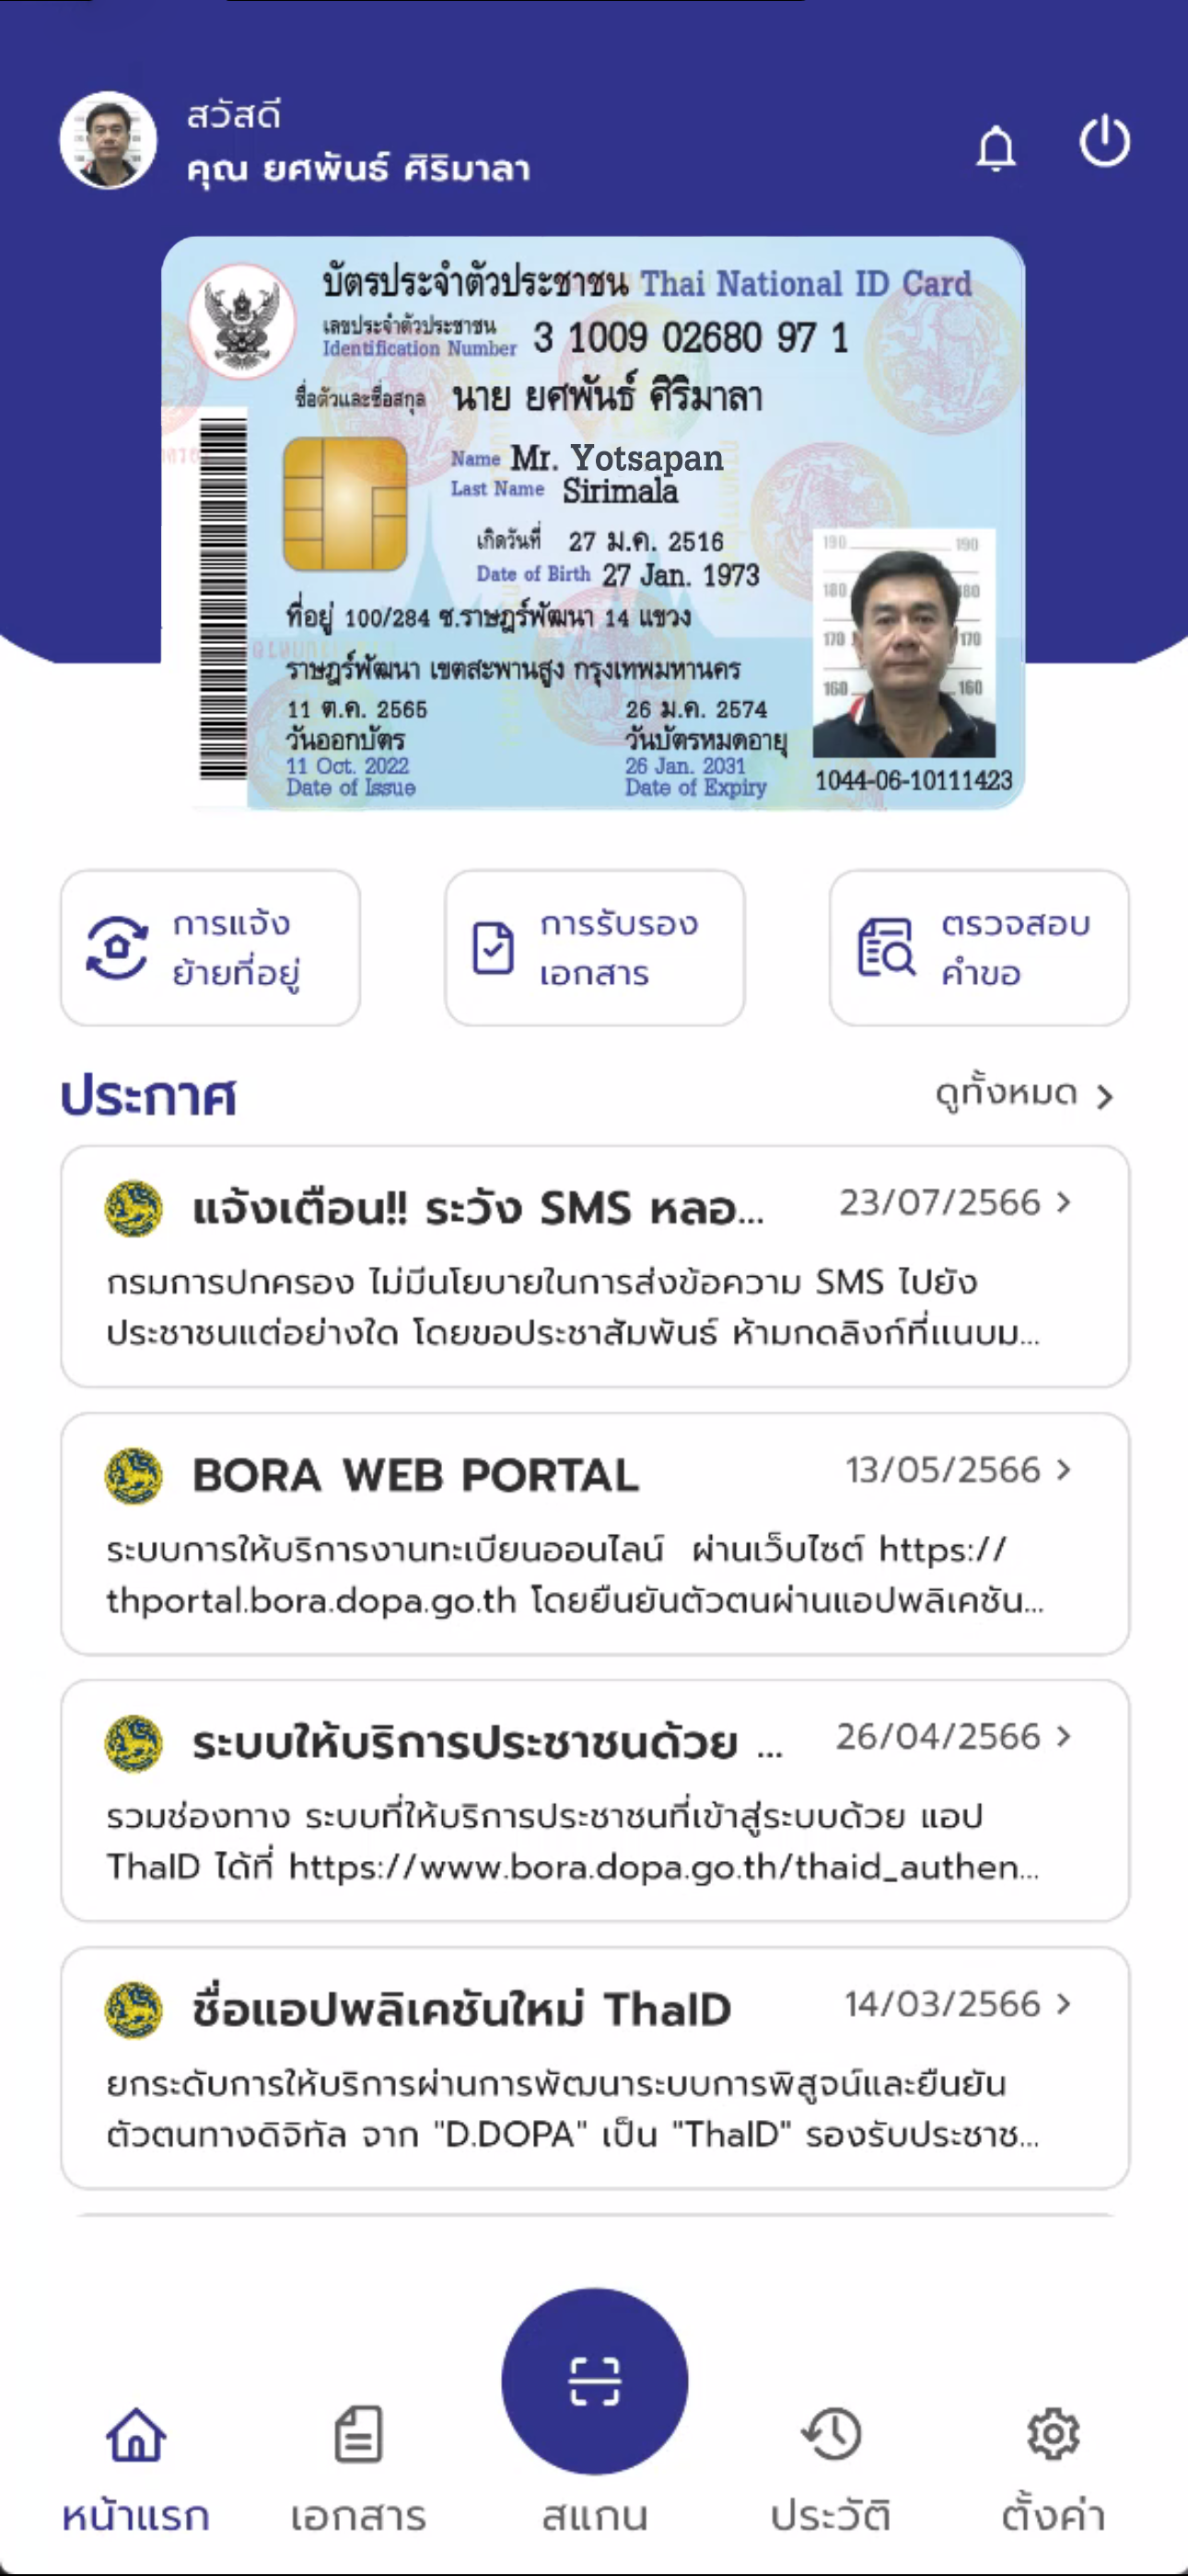 สวัสดี
คุณ ยศพันธ์ ศิริมาลา
บัตรประจำตัวประชาชน Thai National ID Card
เลขประจำตัวประชาชน
Identification Number 3 1009 02680 97 1
ชื่อตัวและชื่อสกุล นาย ยศพันธ์ ศิริมาลา
Name Mr. Yotsapan
Last Name Sirimala
เกิดวันที่ 27 ม.ค. 2516
Date of Birth 27 Jan. 1973
ที่อยู่ 100/284 ซ.ราษฎร์พัฒนา 14 แขวง
ราษฎร์พัฒนา เขตสะพานสูง กรุงเทพมหานคร
11 ต.ค. 2565
วันออกบัตร
11 Oct. 2022
Date of Issue
26 ม.ค. 2574
วันบัตรหมดอายุ
26 Jan. 2031
Date of Expiry
190 190
180 180
170 170
160 160
1044-06-10111423
การแจ้ง
ย้ายที่อยู่
การรับรอง
เอกสาร
ตรวจสอบ
คำขอ
ประกาศ
ดูทั้งหมด
แจ้งเตือน!! ระวัง SMS หลอ... 23/07/2566
กรมการปกครอง ไม่มีนโยบายในการส่งข้อความ SMS ไปยัง
ประชาชนแต่อย่างใด โดยขอประชาสัมพันธ์ ห้ามกดลิงก์ที่แนบม...
BORA WEB PORTAL 13/05/2566
ระบบการให้บริการงานทะเบียนออนไลน์ ผ่านเว็บไซต์ https://
thportal.bora.dopa.go.th โดยยืนยันตัวตนผ่านแอปพลิเคชัน...
ระบบให้บริการประชาชนด้วย ... 26/04/2566
รวมช่องทาง ระบบที่ให้บริการประชาชนที่เข้าสู่ระบบด้วย แอป
ThaID ได้ที่ https://www.bora.dopa.go.th/thaid_authen...
ชื่อแอปพลิเคชันใหม่ ThaID 14/03/2566
ยกระดับการให้บริการผ่านการพัฒนาระบบการพิสูจน์และยืนยัน
ตัวตนทางดิจิทัล จาก "D.DOPA" เป็น "ThaID" รองรับประชาช...
หน้าแรก
เอกสาร
สแกน
ประวัติ
ตั้งค่า